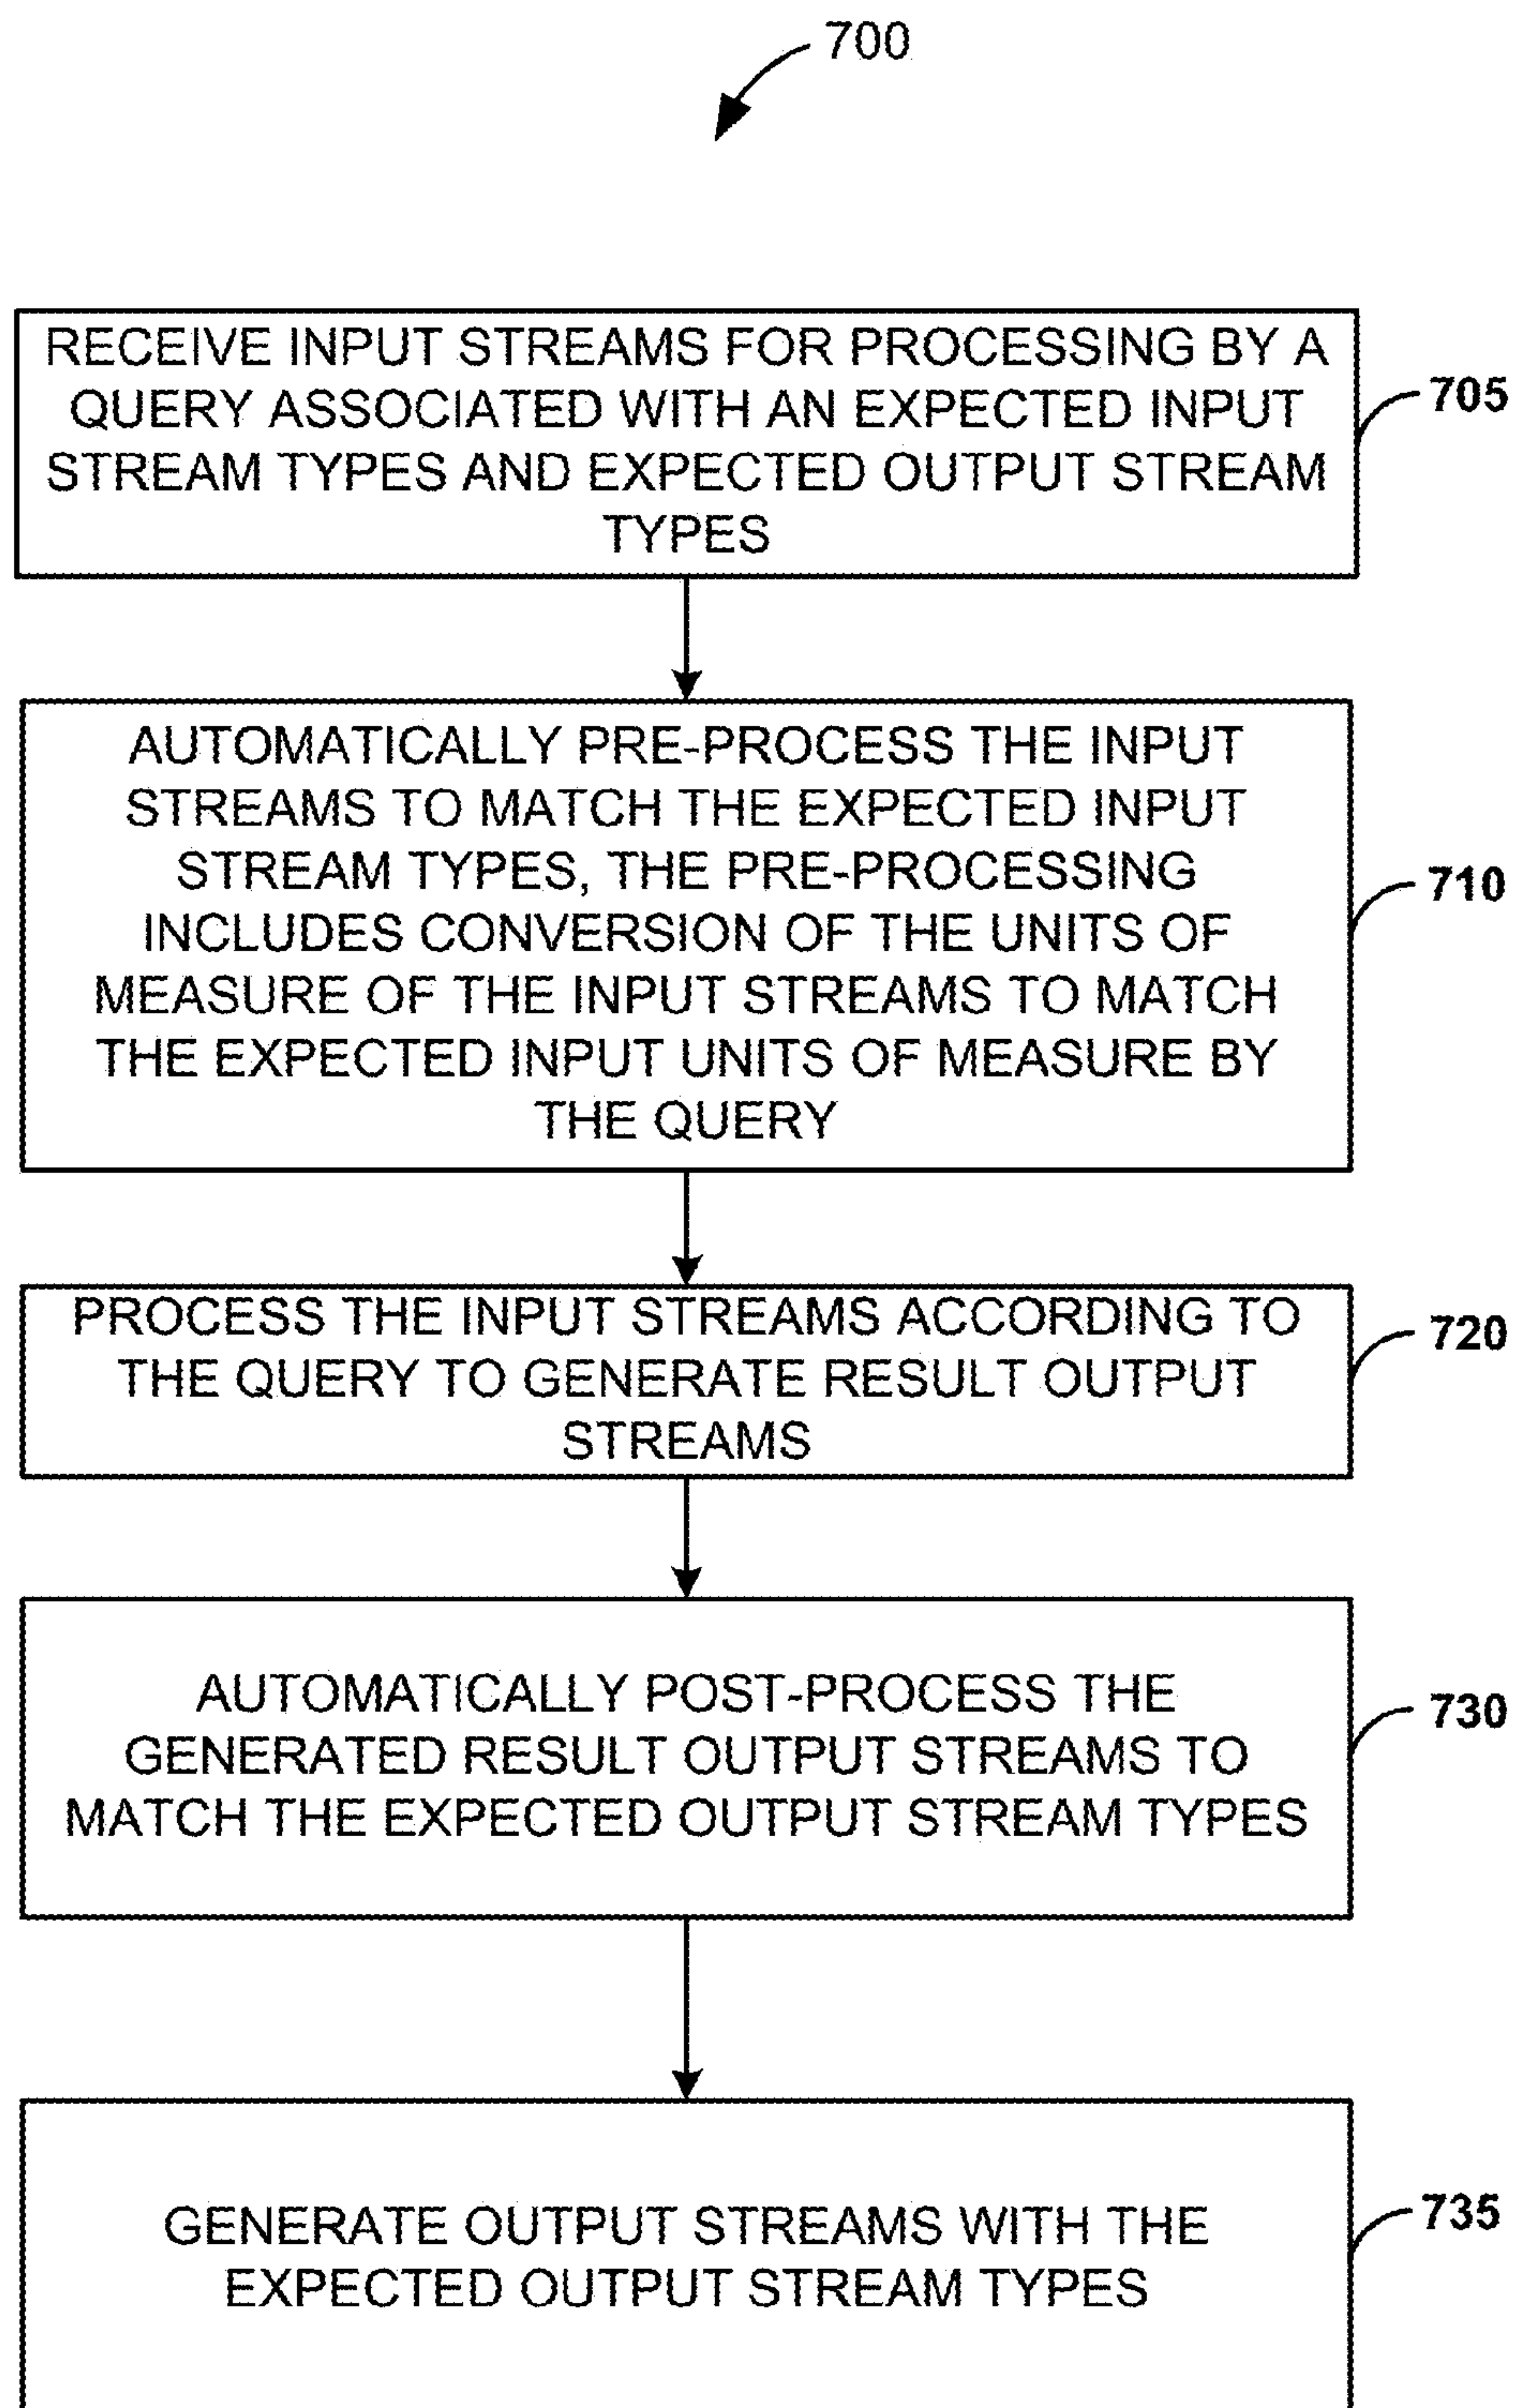 700
RECEIVE INPUT STREAMS FOR PROCESSING BY A
QUERY ASSOCIATED WITH AN EXPECTED INPUT
STREAM TYPES AND EXPECTED OUTPUT STREAM
TYPES
705
AUTOMATICALLY PRE-PROCESS THE INPUT
STREAMS TO MATCH THE EXPECTED INPUT
STREAM TYPES, THE PRE-PROCESSING
INCLUDES CONVERSION OF THE UNITS OF
MEASURE OF THE INPUT STREAMS TO MATCH
THE EXPECTED INPUT UNITS OF MEASURE BY
THE QUERY
710
PROCESS THE INPUT STREAMS ACCORDING TO
THE QUERY TO GENERATE RESULT OUTPUT
STREAMS
720
AUTOMATICALLY POST-PROCESS THE
GENERATED RESULT OUTPUT STREAMS TO
MATCH THE EXPECTED OUTPUT STREAM TYPES
730
GENERATE OUTPUT STREAMS WITH THE
EXPECTED OUTPUT STREAM TYPES
735